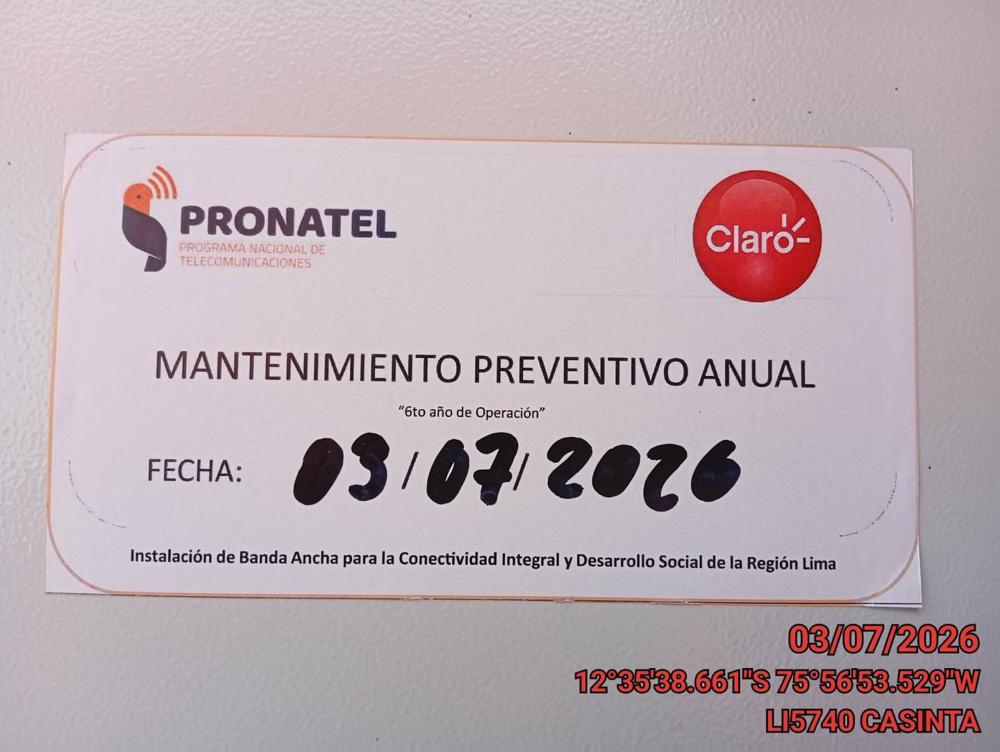 PRONATEL
PROGRAMA NACIONAL DE
TELECOMUNICACIONES
Claro
MANTENIMIENTO PREVENTIVO ANUAL
“6to año de Operación”
FECHA: 03/07/2026
Instalación de Banda Ancha para la Conectividad Integral y Desarrollo Social de la Región Lima
03/07/2026
12°35'38.661"S 75°56'53.529"W
LI5740 CASINTA